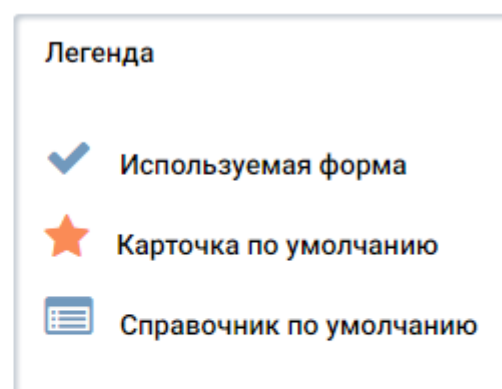 Легенда
Используемая форма
Карточка по умолчанию
Справочник по умолчанию